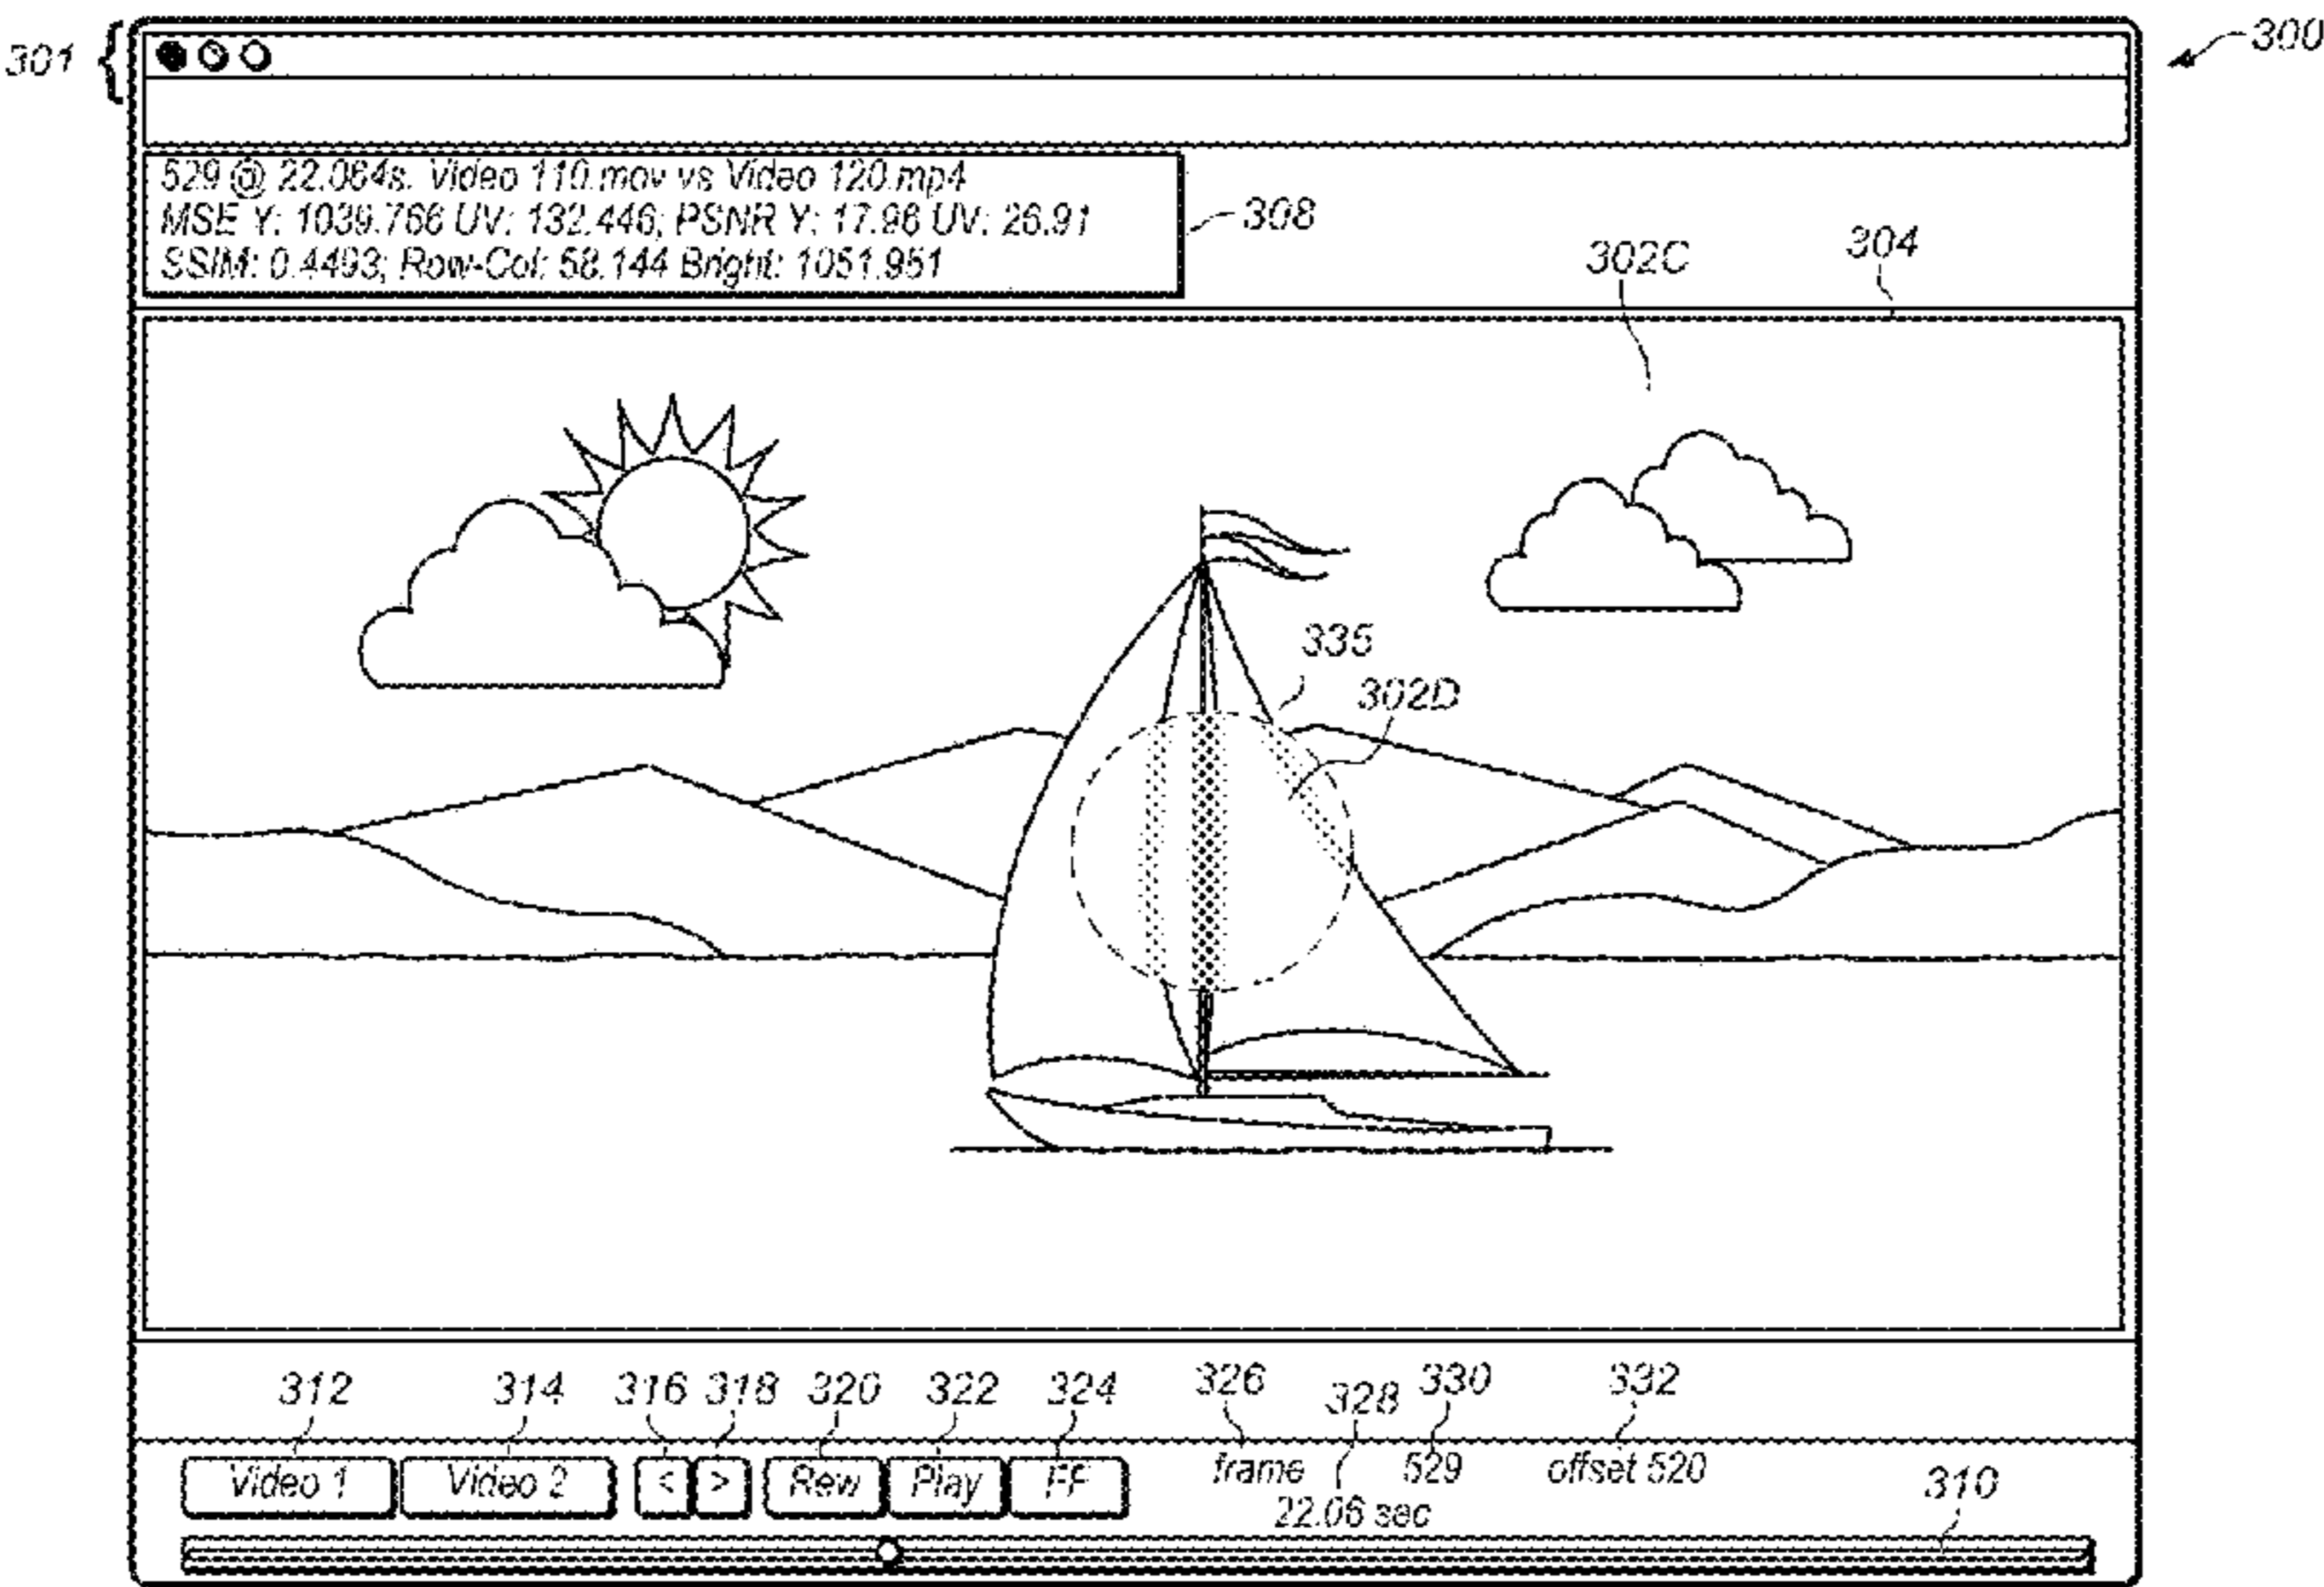 301
300
529 @ 22.064s. Video 110.mov vs Video 120.mp4
MSE Y: 1039.766 UV: 132.446; PSNR Y: 17.96 UV: 26.91
SSIM: 0.4493; Row-Col: 58.144 Bright: 1051.951
308
302C
304
335
302D
312 314 316 318 320 322 324 326 328 330 332
Video 1 Video 2 < > Rew Play FF frame 529 offset 520
310
22.06 sec